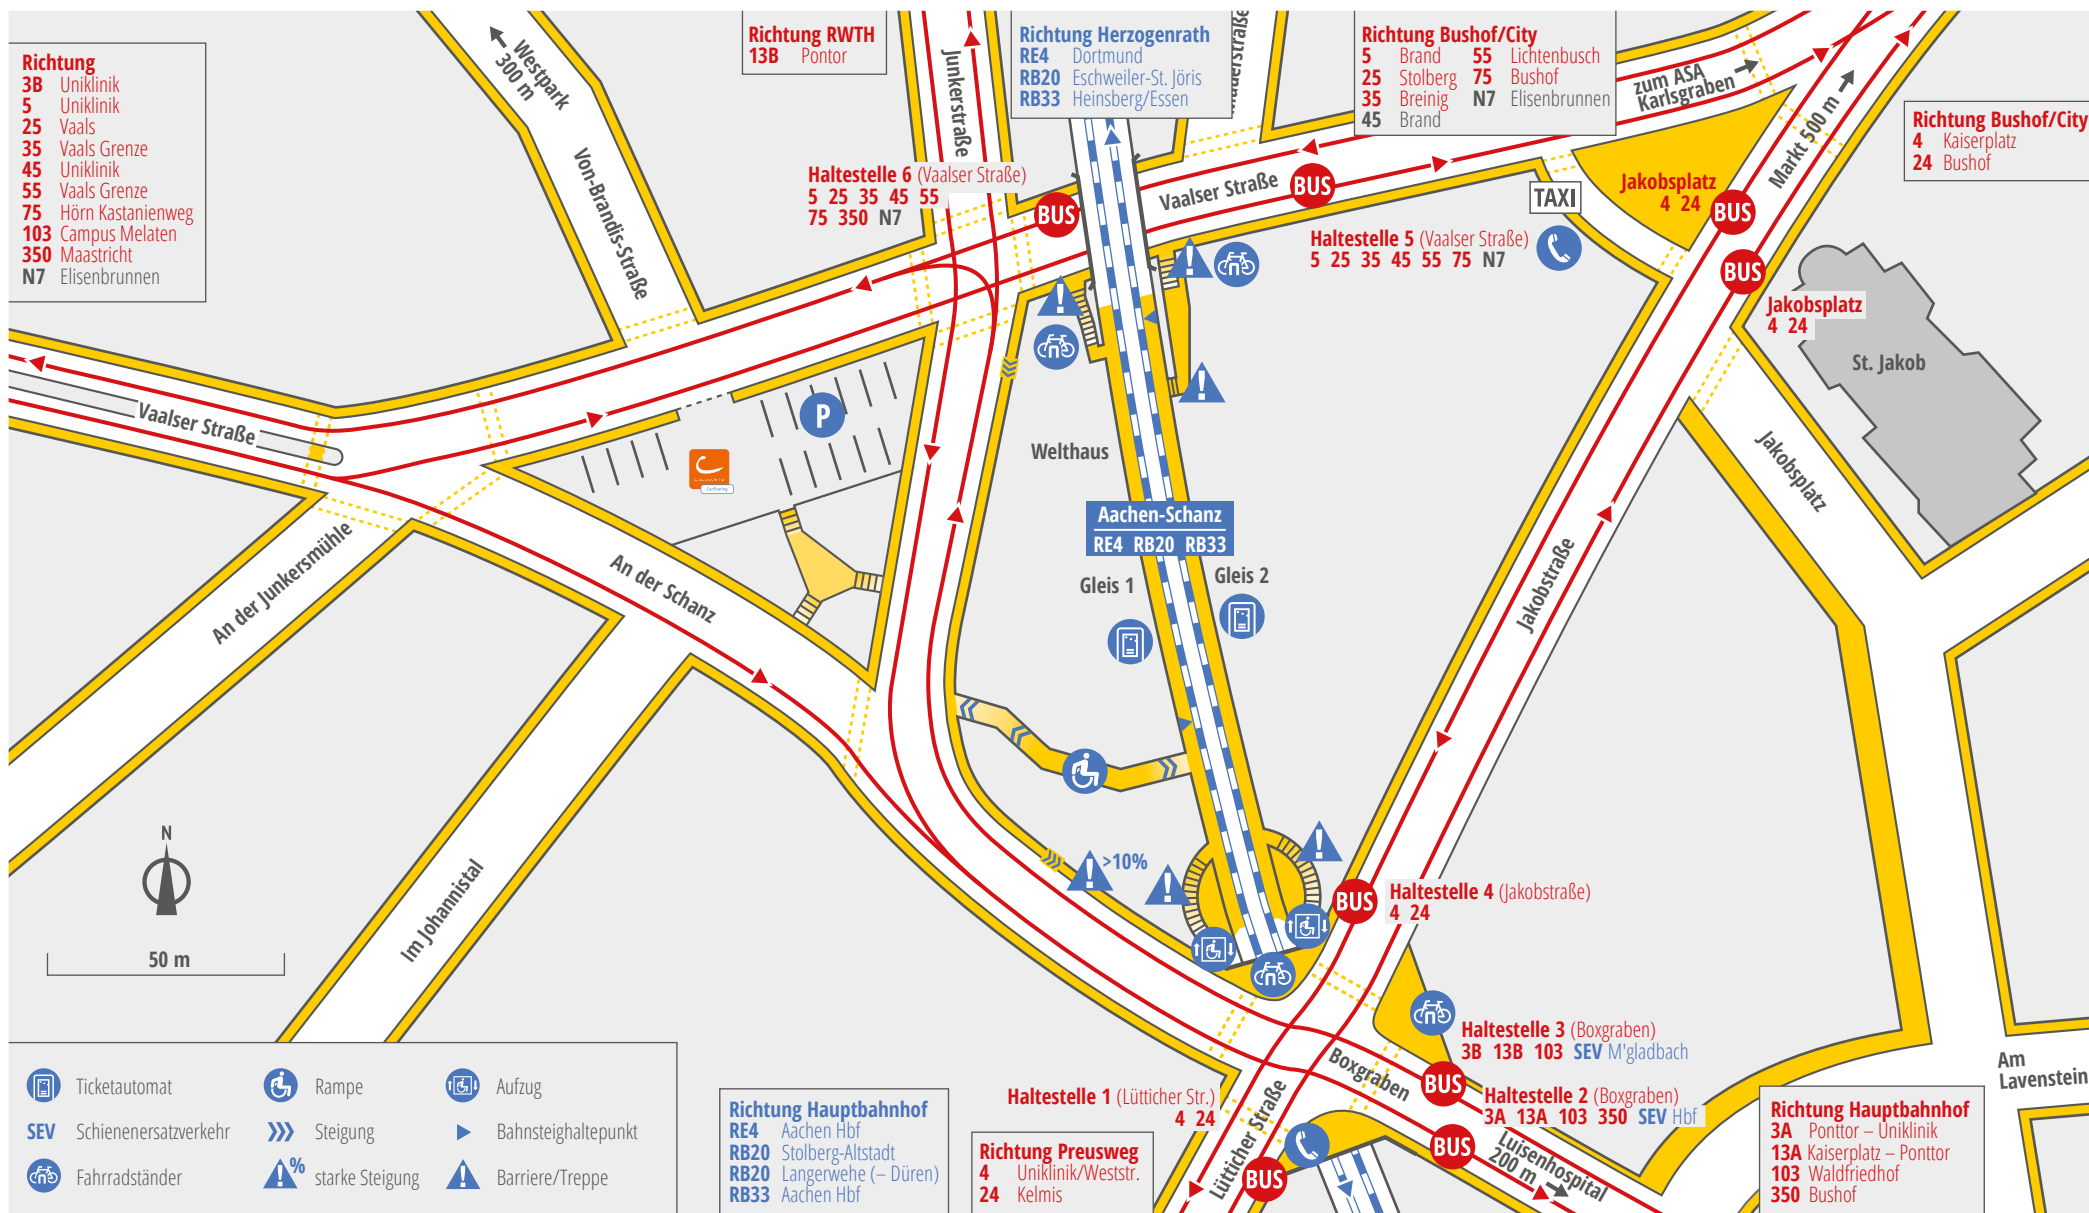 Richtung
3B Uniklinik
5 Uniklinik
25 Vaals
35 Vaals Grenze
45 Uniklinik
55 Vaals Grenze
75 Hörn Kastanienweg
103 Campus Melaten
350 Maastricht
N7 Elisenbrunnen
Westpark
300 m
Von-Brandis-Straße
Richtung RWTH
13B Pontor
Junkerstraße
Richtung Herzogenrath
RE4 Dortmund
RB20 Eschweiler-St. Jöris
RB33 Heinsberg/Essen
Richtung Bushof/City
5 Brand 55 Lichtenbusch
25 Stolberg 75 Bushof
35 Breinig N7 Elisenbrunnen
45 Brand
zum ASA
Karlsgraben
Markt 500 m
Richtung Bushof/City
4 Kaiserplatz
24 Bushof
Haltestelle 6 (Vaalser Straße)
5 25 35 45 55
75 350 N7
BUS
Vaalser Straße
BUS
TAXI
Jakobsplatz
4 24
BUS
Haltestelle 5 (Vaalser Straße)
5 25 35 45 55 75 N7
BUS
Jakobsplatz
4 24
St. Jakob
Vaalser Straße
P
CarSharing
Welthaus
Jakobsplatz
Aachen-Schanz
RE4 RB20 RB33
Gleis 1
Gleis 2
An der Junkersmühle
An der Schanz
Jakobstraße
N
50 m
Im Johannistal
>10%
BUS
Haltestelle 4 (Jakobstraße)
4 24
Haltestelle 3 (Boxgraben)
3B 13B 103 SEV M'gladbach
Boxgraben
BUS
Haltestelle 2 (Boxgraben)
3A 13A 103 350 SEV Hbf
BUS
Luisenhospital
200 m
Am
Lavenstein
Haltestelle 1 (Lütticher Str.)
4 24
Lütticher Straße
BUS
Ticketautomat
Rampe
Aufzug
SEV Schienenersatzverkehr
Steigung
Bahnsteighaltepunkt
Fahrradständer
% starke Steigung
Barriere/Treppe
Richtung Hauptbahnhof
RE4 Aachen Hbf
RB20 Stolberg-Altstadt
RB20 Langerwehe (– Düren)
RB33 Aachen Hbf
Richtung Preusweg
4 Uniklinik/Weststr.
24 Kelmis
Richtung Hauptbahnhof
3A Ponttor – Uniklinik
13A Kaiserplatz – Ponttor
103 Waldfriedhof
350 Bushof